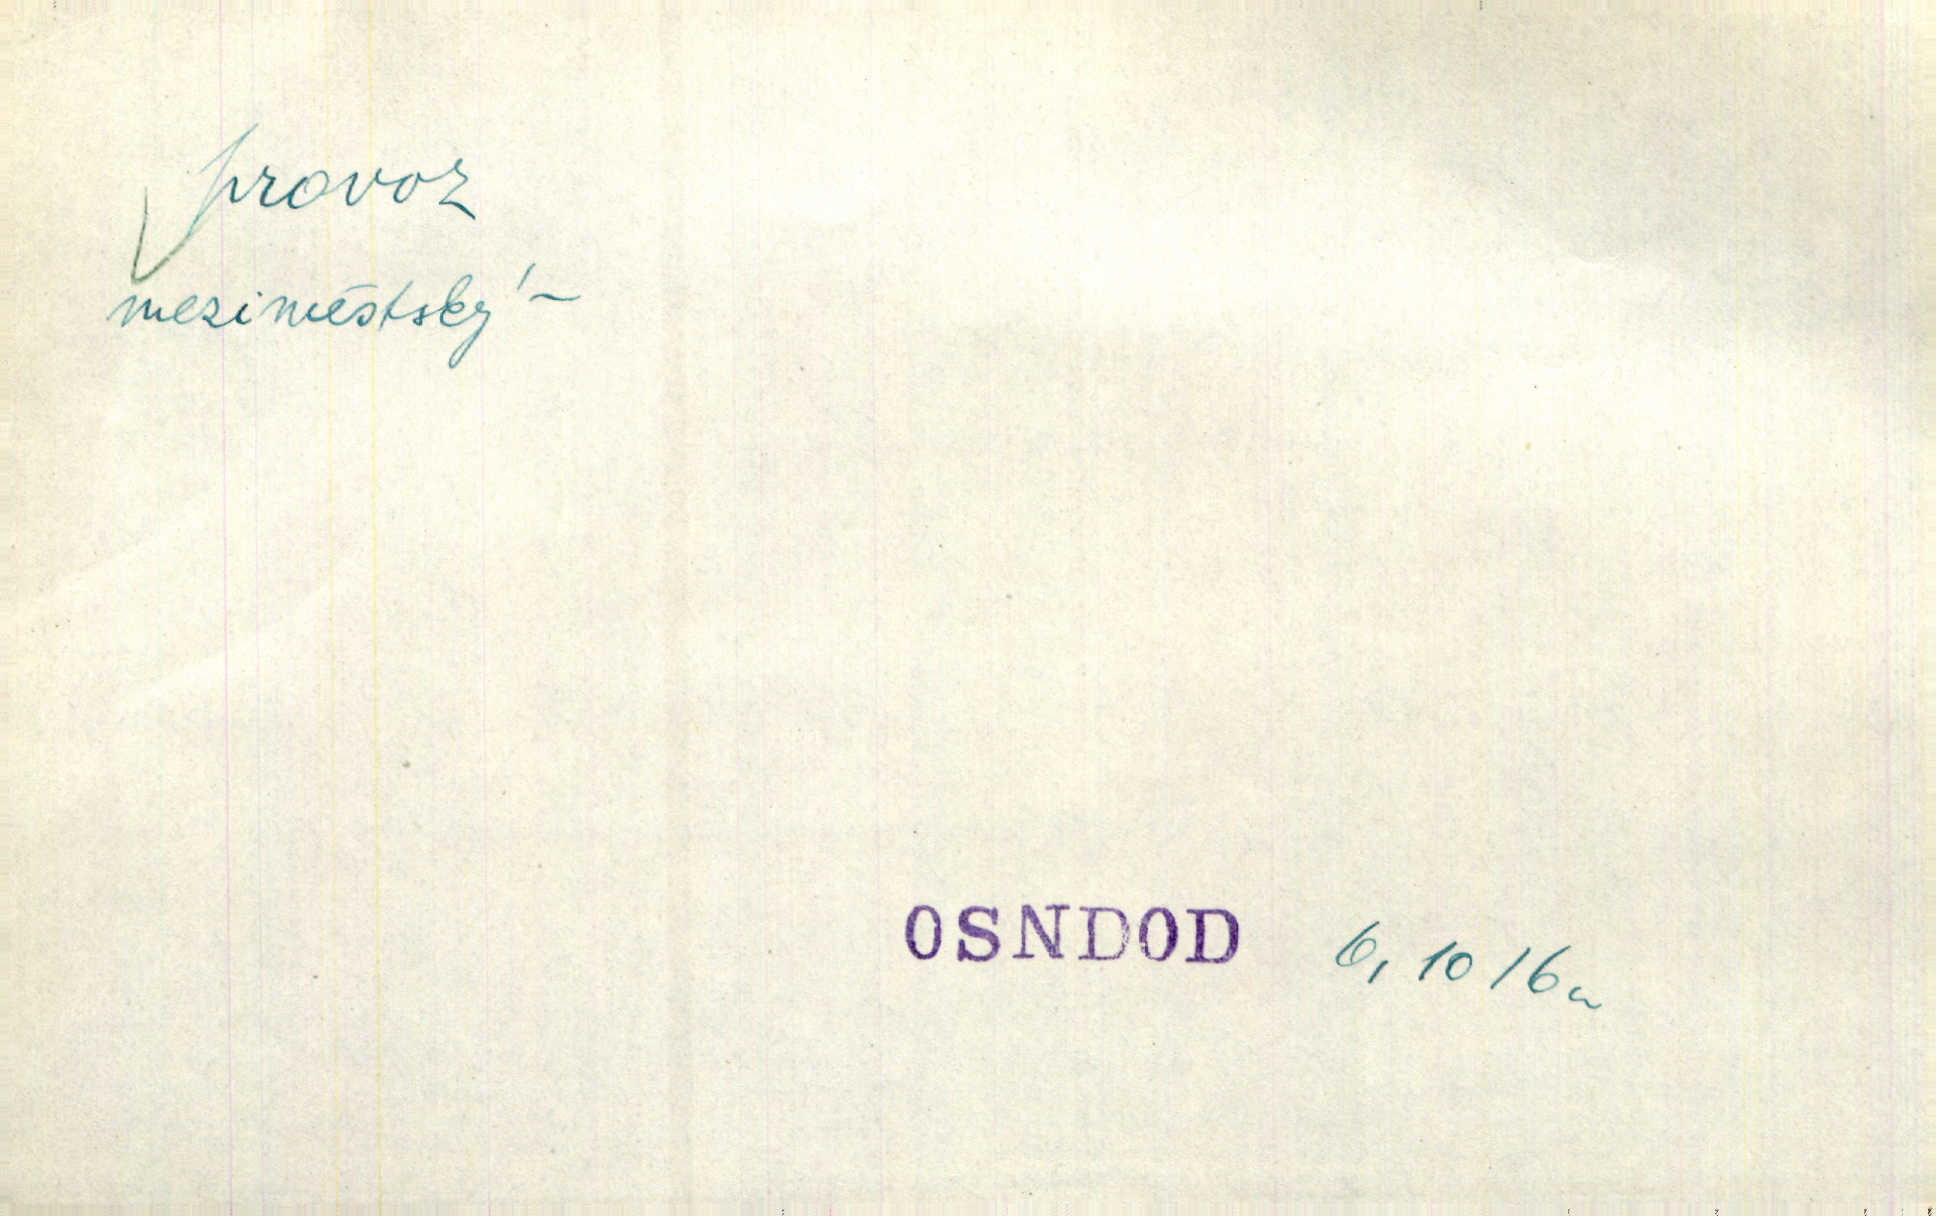 provoz
meziměstský ~
OSNDOD 6, 10 16a